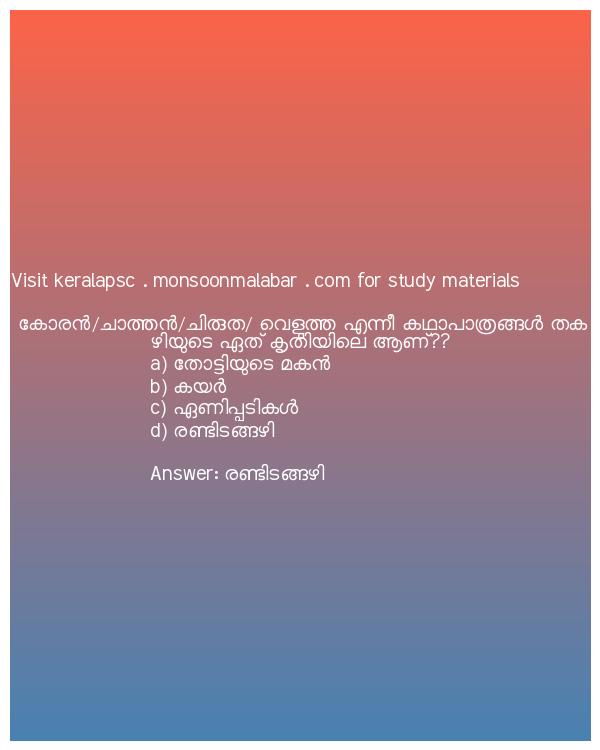 Visit keralapsc . monsoonmalabar . com for study materials
കോരൻ/ചാത്തൻ/ചിരുത/ വെളുത്ത എന്നീ കഥാപാത്രങ്ങൾ തക
ഴിയുടെ ഏത് കൃതിയിലെ ആണ്??
a) തോട്ടിയുടെ മകൻ
b) കയർ
c) ഏണിപ്പടികൾ
d) രണ്ടിടങ്ങഴി
Answer: രണ്ടിടങ്ങഴി